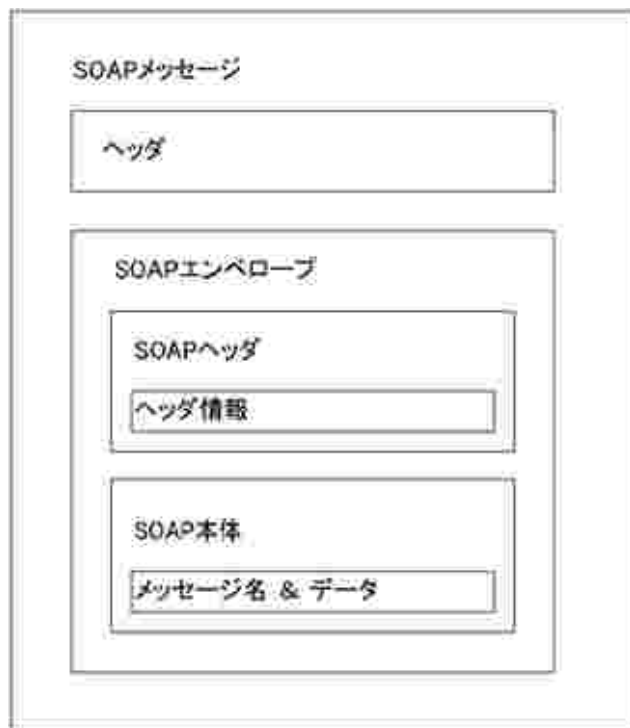 SOAPメッセージ
ヘッダ
SOAPエンベロープ
SOAPヘッダ
ヘッダ情報
SOAP本体
メッセージ名 & データ